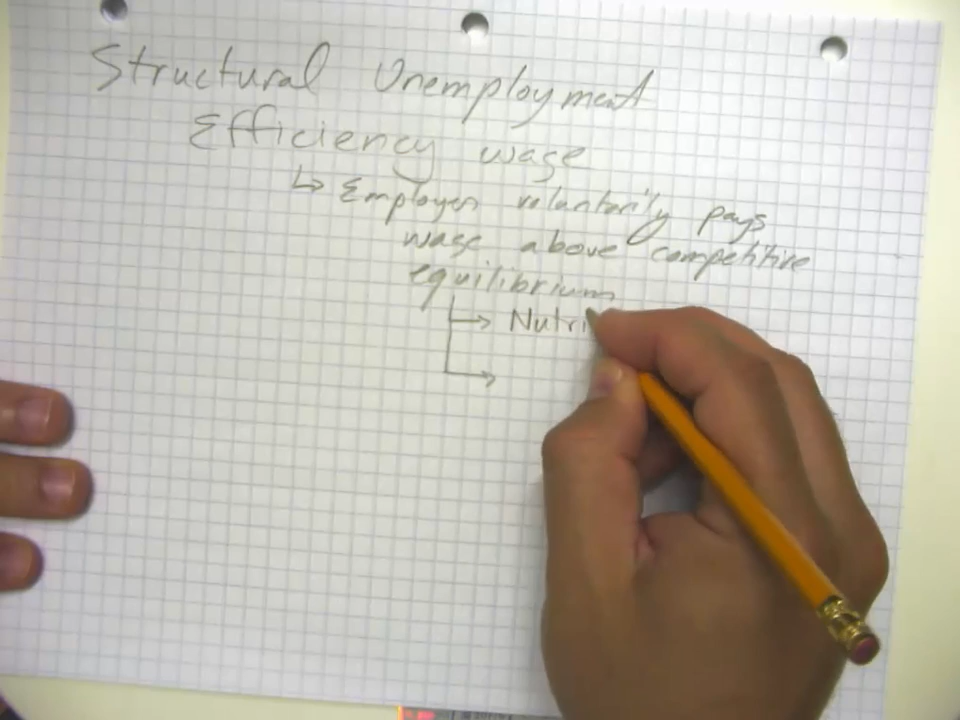 Structural Unemployment
Efficiency wage
↳ Employer voluntarily pays
wage above competitive
equilibrium
→ Nutri
→